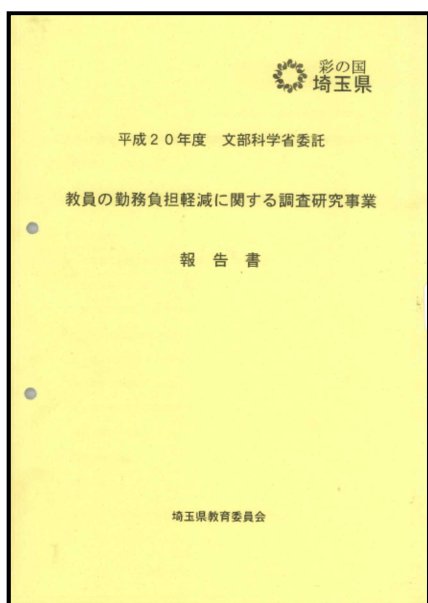 彩の国
埼玉県
平成２０年度　文部科学省委託
教員の勤務負担軽減に関する調査研究事業
報　告　書
埼玉県教育委員会